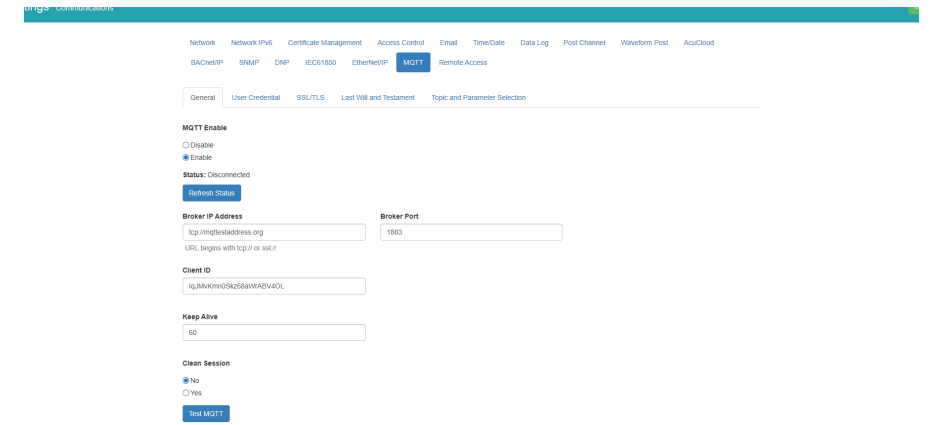 Communications
Network Network IPv6 Certificate Management Access Control Email Time/Date Data Log Post Channel Waveform Post AcuCloud
BACnet/IP SNMP DNP IEC61850 EtherNet/IP MQTT Remote Access
General User Credential SSL/TLS Last Will and Testament Topic and Parameter Selection
MQTT Enable
Disable
Enable
Status: Disconnected
Refresh Status
Broker IP Address Broker Port
tcp://mqttestaddress.org 1883
URL begins with tcp:// or ssl://
Client ID
Keep Alive
60
Clean Session
No
Yes
Test MQTT